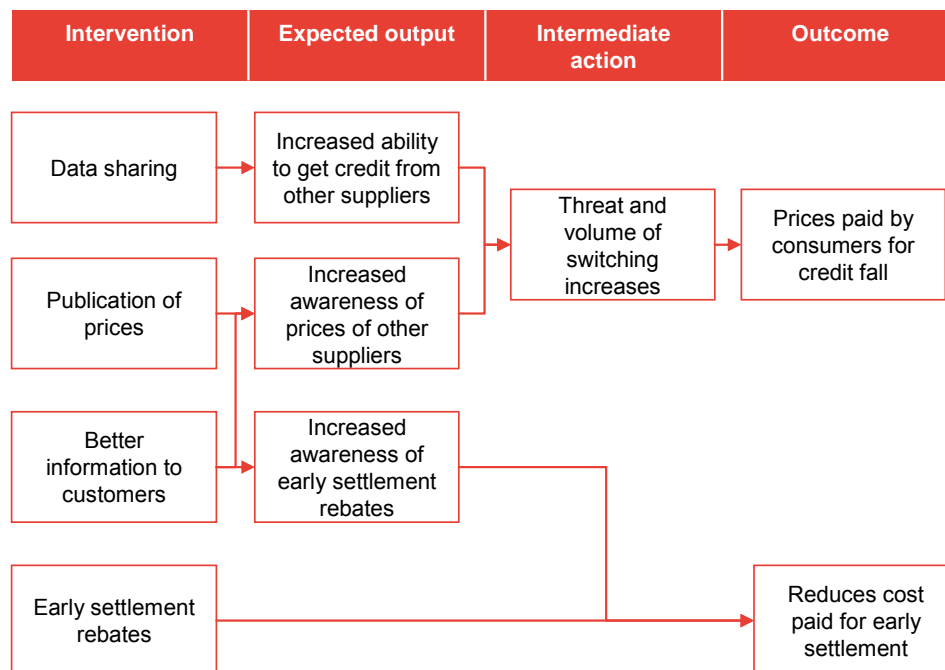 Intervention
Expected output
Intermediate
action
Outcome
Data sharing
Increased ability
to get credit from
other suppliers
Threat and
volume of
switching
increases
Prices paid by
consumers for
credit fall
Publication of
prices
Increased
awareness of
prices of other
suppliers
Better
information to
customers
Increased
awareness of
early settlement
rebates
Early settlement
rebates
Reduces cost
paid for early
settlement